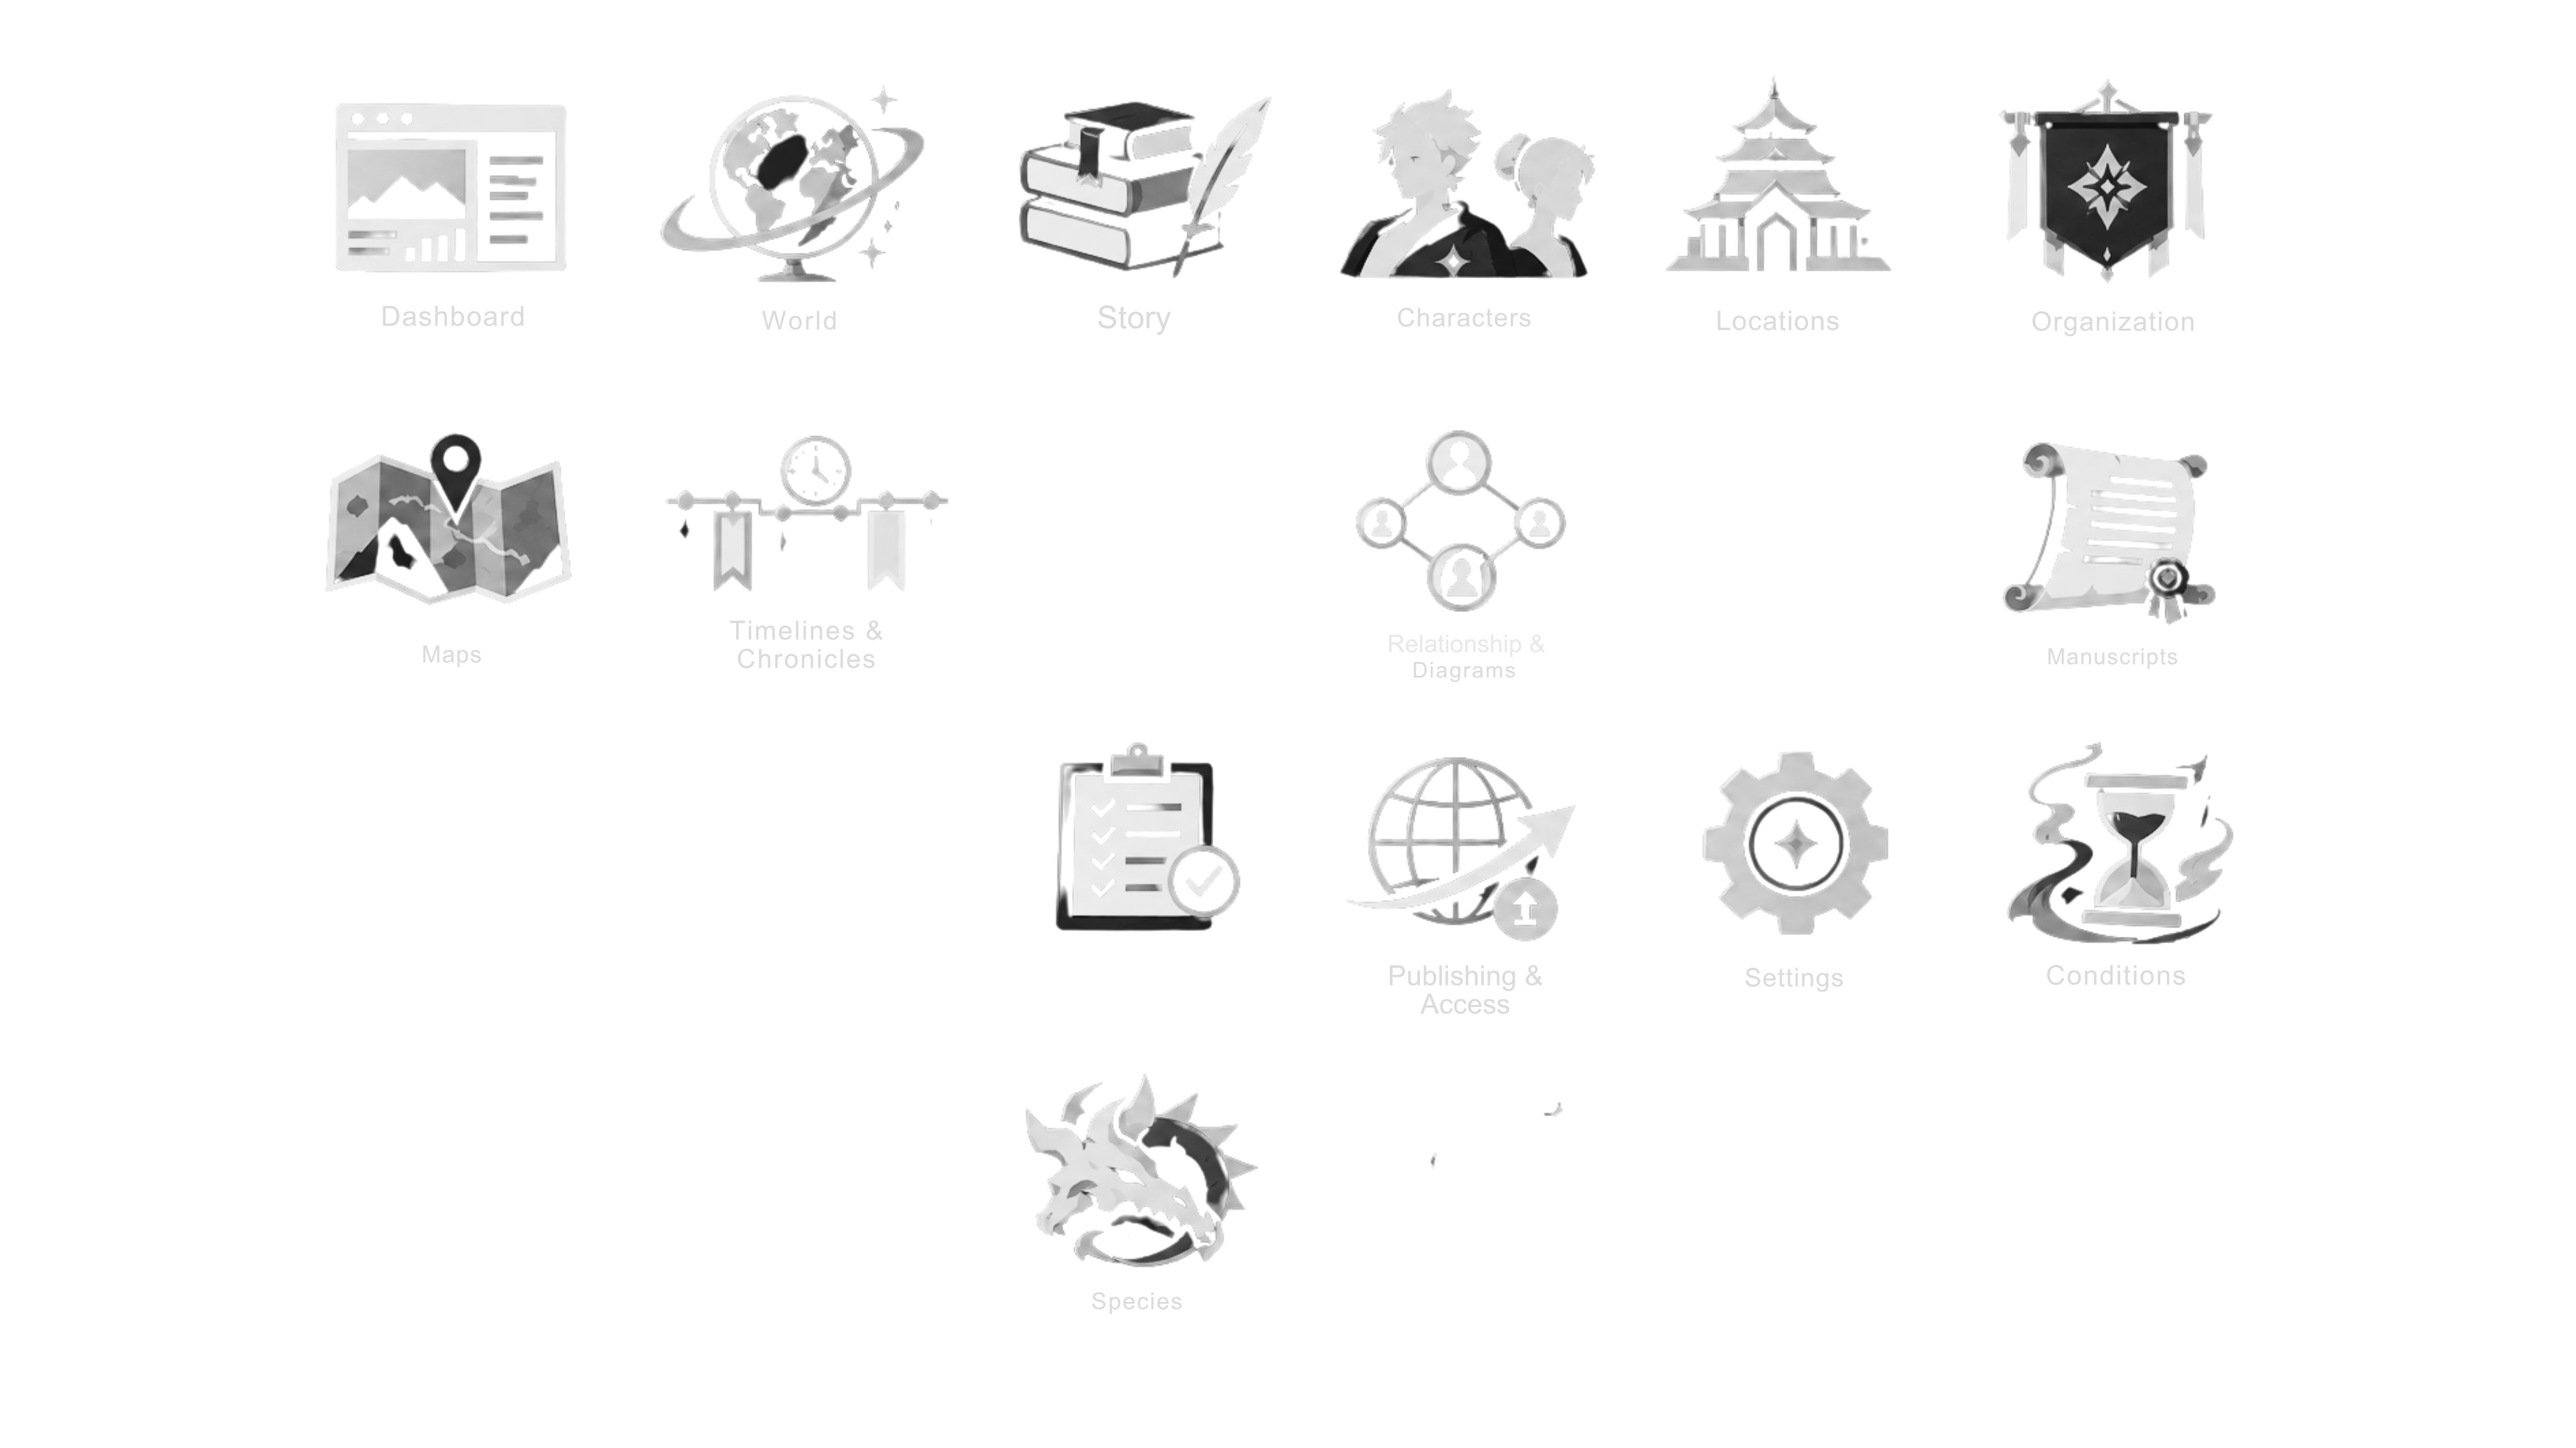 Dashboard
World
Story
Characters
Locations
Organization
Maps
Timelines &
Chronicles
Relationship &
Diagrams
Manuscripts
Publishing &
Access
Settings
Conditions
Species